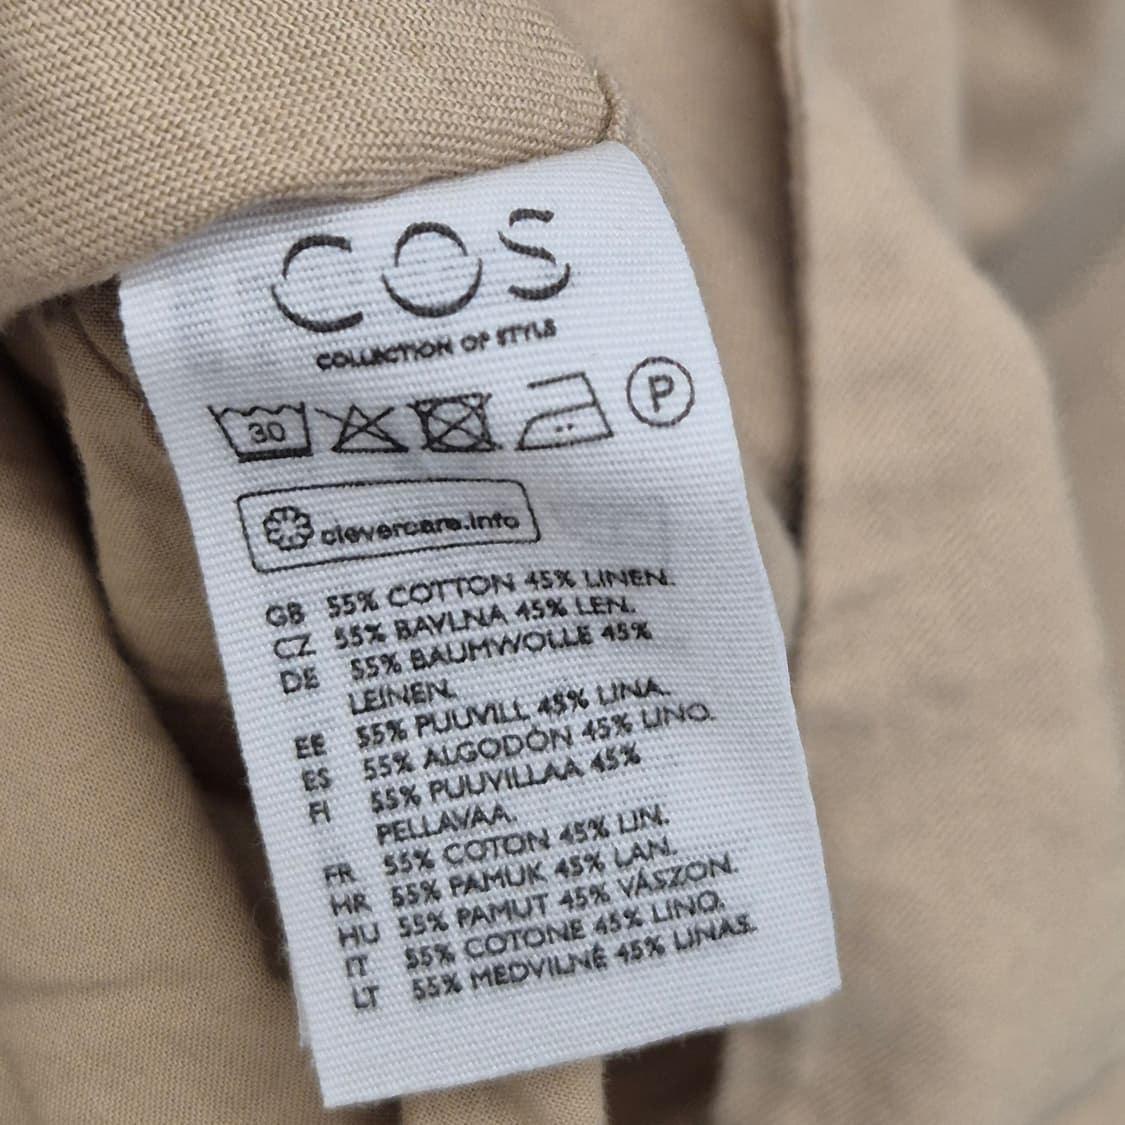 COS
COLLECTION OF STYLE
30
P
clevercare.info
GB 55% COTTON 45% LINEN.
CZ 55% BAVLNA 45% LEN.
DE 55% BAUMWOLLE 45%
LEINEN.
EE 55% PUUVILL 45% LINA.
ES 55% ALGODÓN 45% LINO.
FI 55% PUUVILLAA 45%
PELLAVAA.
FR 55% COTON 45% LIN.
HR 55% PAMUK 45% LAN.
HU 55% PAMUT 45% VÁSZON.
IT 55% COTONE 45% LINO.
LT 55% MEDVILNĖ 45% LINAS.